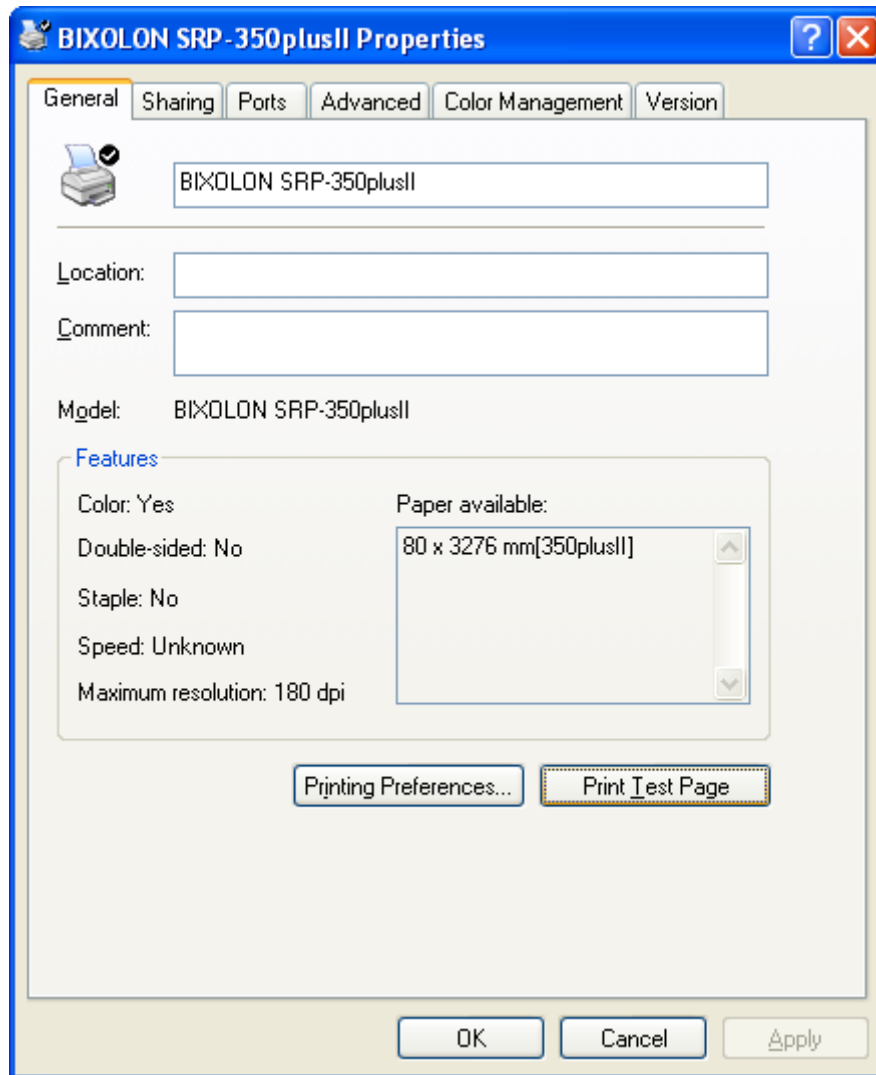 BIXOLON SRP-350plusII Properties
General Sharing Ports Advanced Color Management Version
BIXOLON SRP-350plusII
Location:
Comment:
Model: BIXOLON SRP-350plusII
Features
Color: Yes Paper available:
Double-sided: No 80 x 3276 mm[350plusII]
Staple: No
Speed: Unknown
Maximum resolution: 180 dpi
Printing Preferences... Print Test Page
OK Cancel Apply